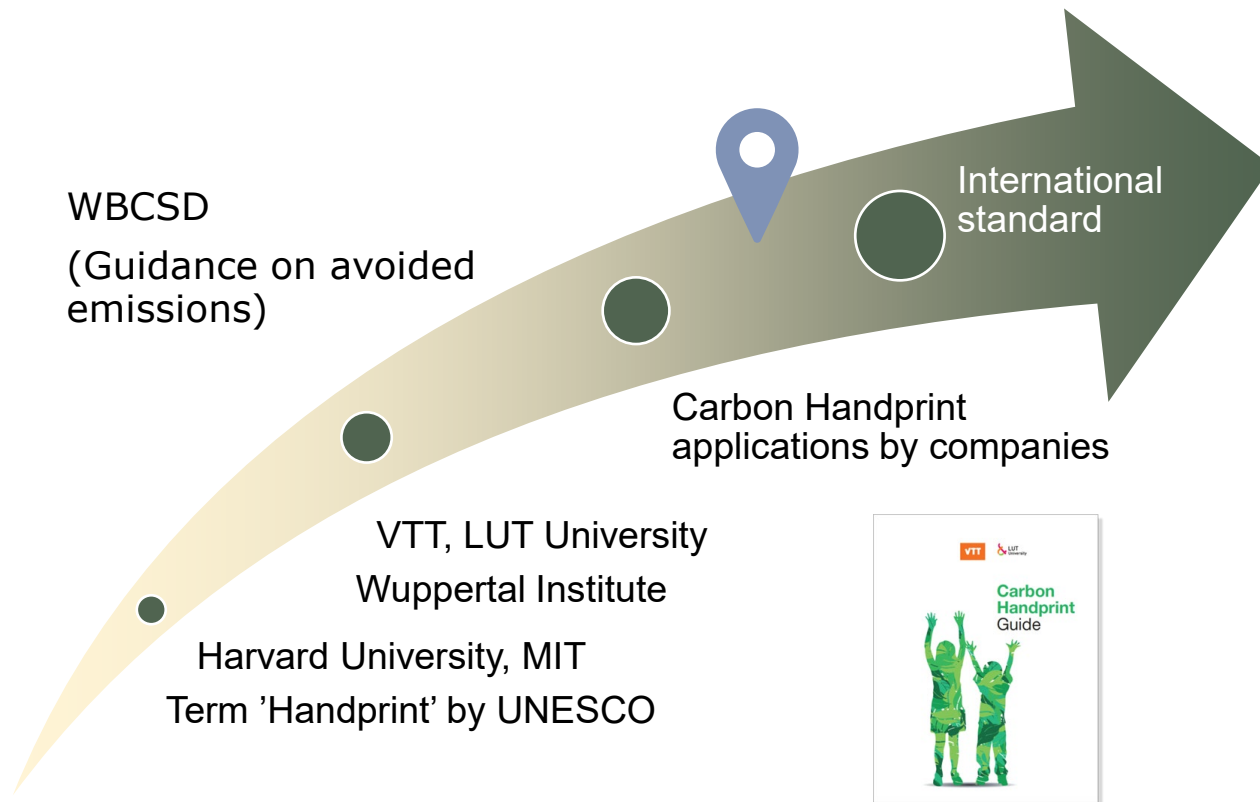 WBCSD
(Guidance on avoided
emissions)
International
standard
Carbon Handprint
applications by companies
VTT, LUT University
Wuppertal Institute
Harvard University, MIT
Term ’Handprint’ by UNESCO
VTT
LUT
University
Carbon
Handprint
Guide